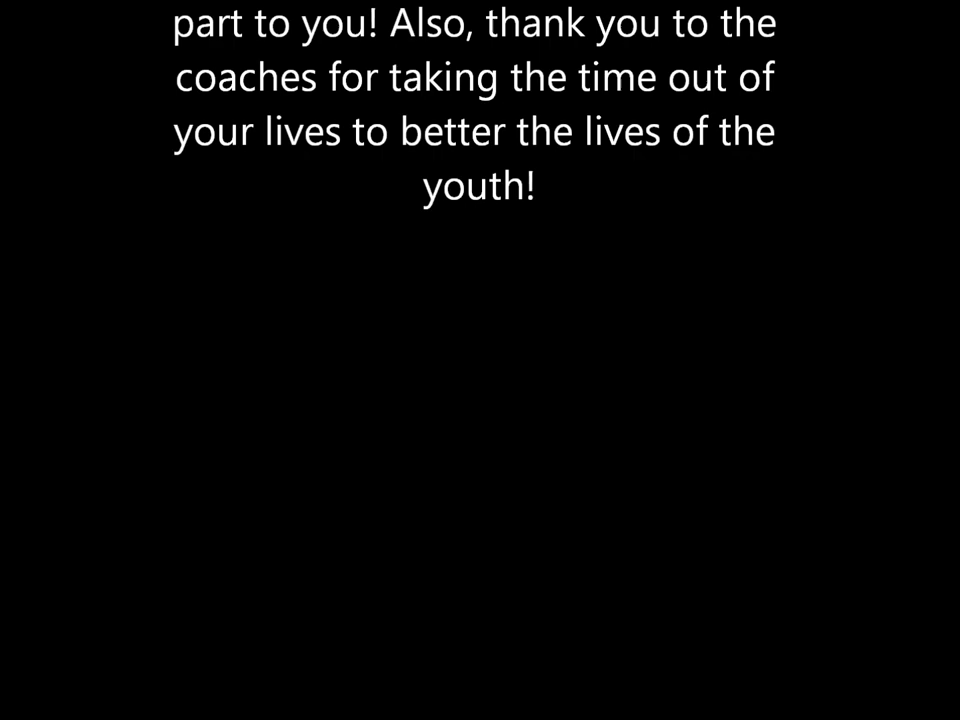 part to you! Also, thank you to the
coaches for taking the time out of
your lives to better the lives of the
youth!